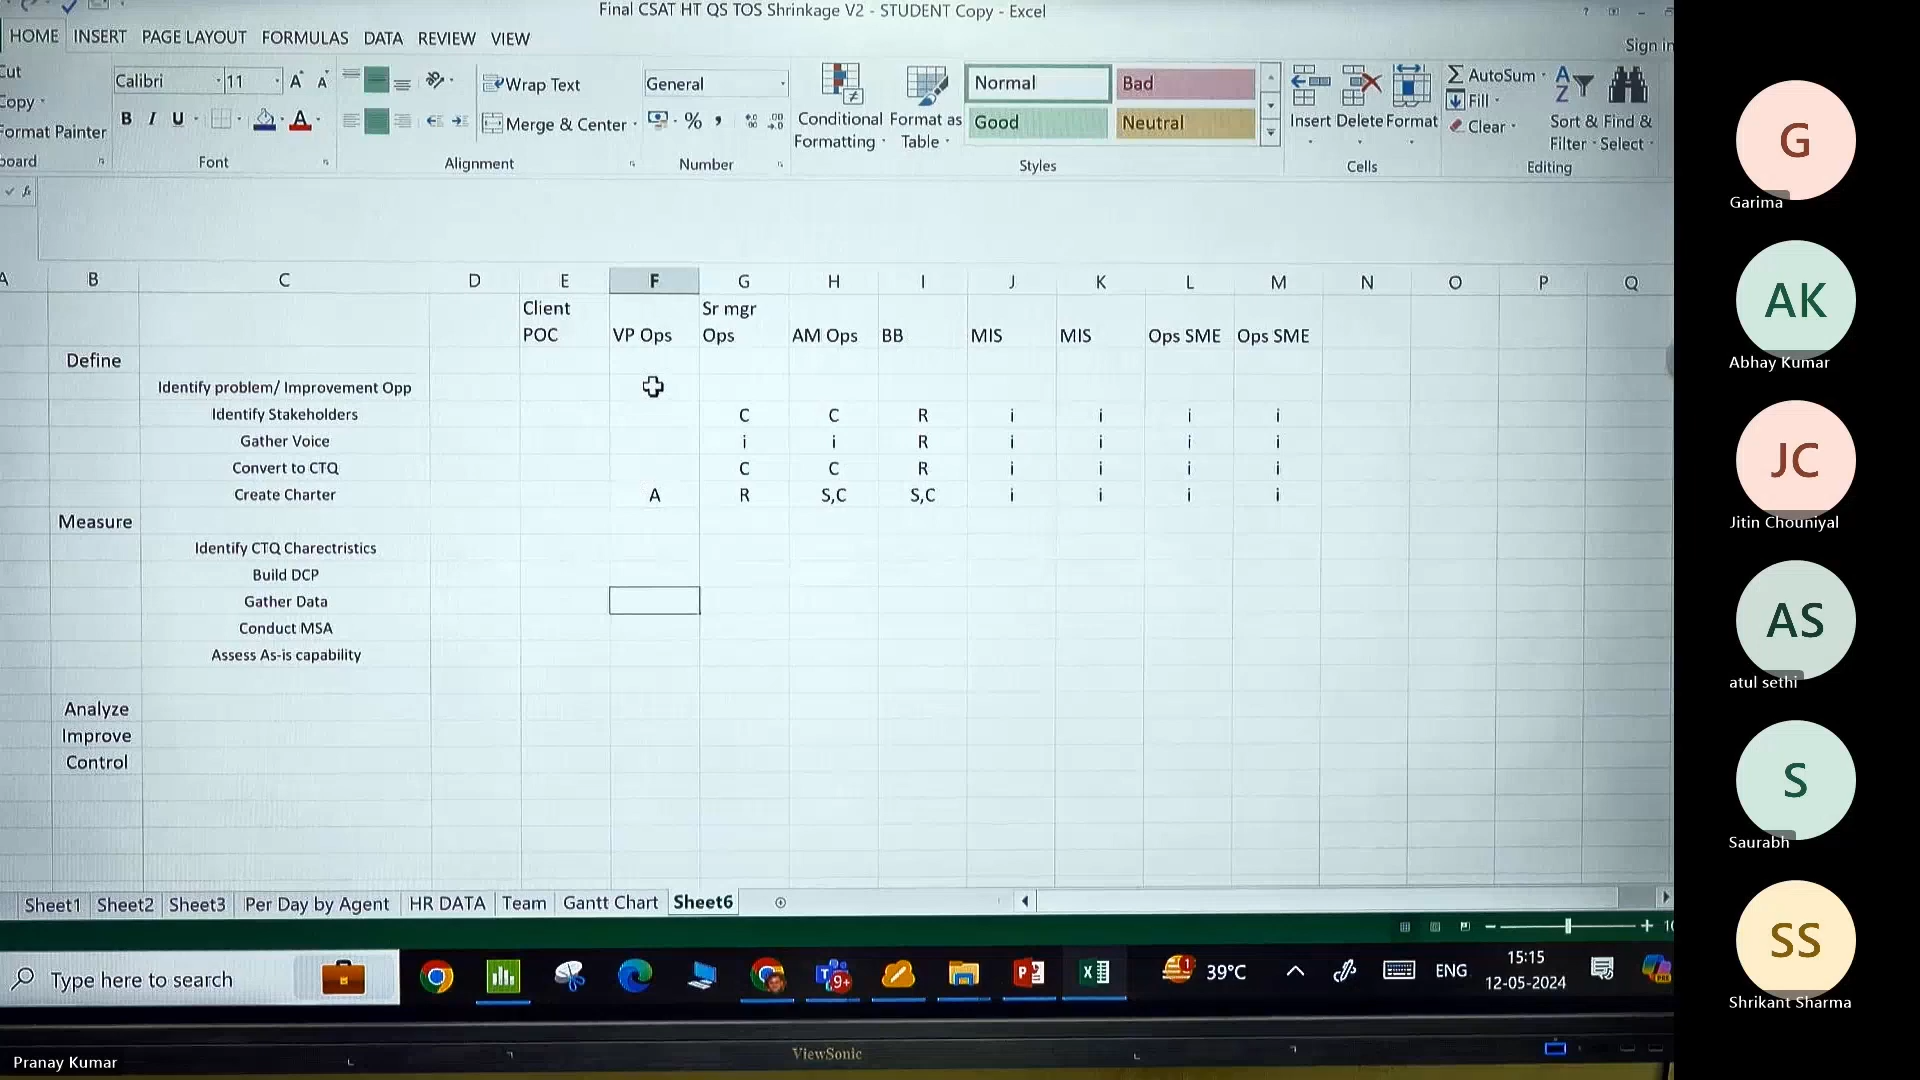 Final CSAT HT QS TOS Shrinkage V2 - STUDENT Copy - Excel
HOME INSERT PAGE LAYOUT FORMULAS DATA REVIEW VIEW
Sign in
Cut
Copy
Format Painter
Calibri 11
Wrap Text
Merge & Center
General
Conditional Formatting
Format as Table
Normal Bad
Good Neutral
Insert Delete Format
AutoSum
Fill
Clear
Sort & Filter
Find & Select
board Font Alignment Number Styles Cells Editing
A B C D E F G H I J K L M N O P Q
Client POC VP Ops Sr mgr Ops AM Ops BB MIS MIS Ops SME Ops SME
Define
Identify problem/ Improvement Opp
Identify Stakeholders C C R i i i i
Gather Voice i i R i i i i
Convert to CTQ C C R i i i i
Create Charter A R S,C S,C i i i i
Measure
Identify CTQ Charectristics
Build DCP
Gather Data
Conduct MSA
Assess As-is capability
Analyze
Improve
Control
Sheet1 Sheet2 Sheet3 Per Day by Agent HR DATA Team Gantt Chart Sheet6
Type here to search
9+
1
39°C
ENG
15:15
12-05-2024
ViewSonic
Pranay Kumar
G
Garima
AK
Abhay Kumar
JC
Jitin Chouniyal
AS
atul sethi
S
Saurabh
SS
Shrikant Sharma